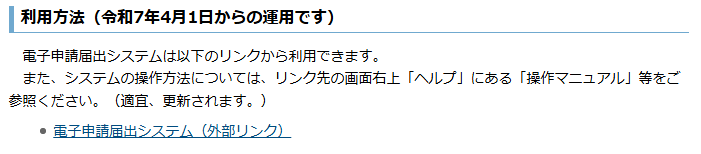 利用方法（令和7年4月1日からの運用です）
電子申請届出システムは以下のリンクから利用できます。
また、システムの操作方法については、リンク先の画面右上「ヘルプ」にある「操作マニュアル」等をご
参照ください。（適宜、更新されます。）
電子申請届出システム（外部リンク）